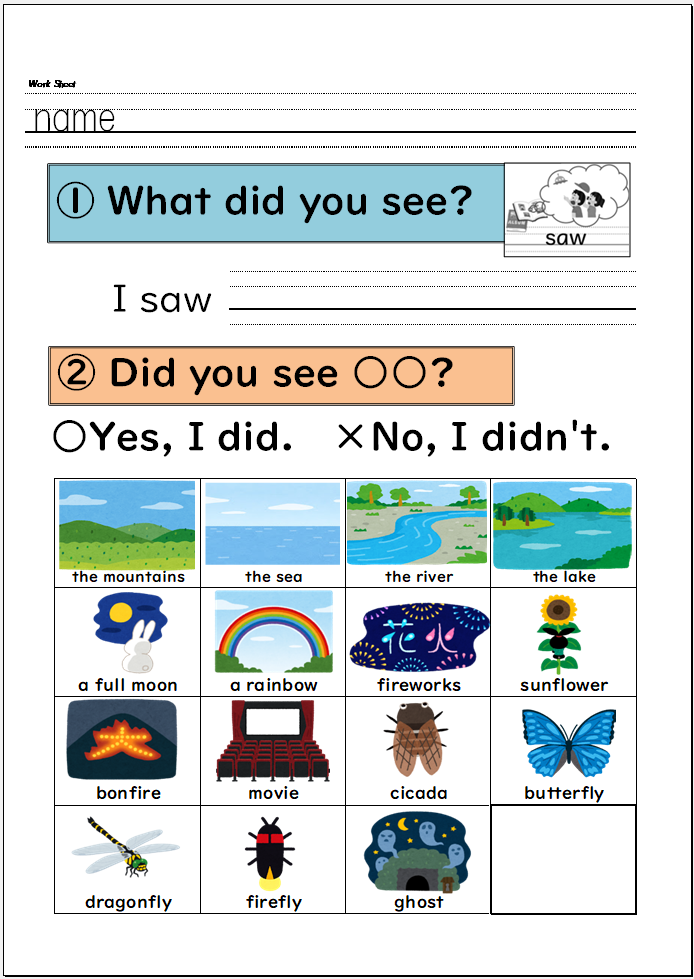 Work Sheet
name
① What did you see?
saw
I saw
② Did you see ○○?
○Yes, I did. ×No, I didn't.
the mountains the sea the river the lake
花火
a full moon a rainbow fireworks sunflower
bonfire movie cicada butterfly
dragonfly firefly ghost